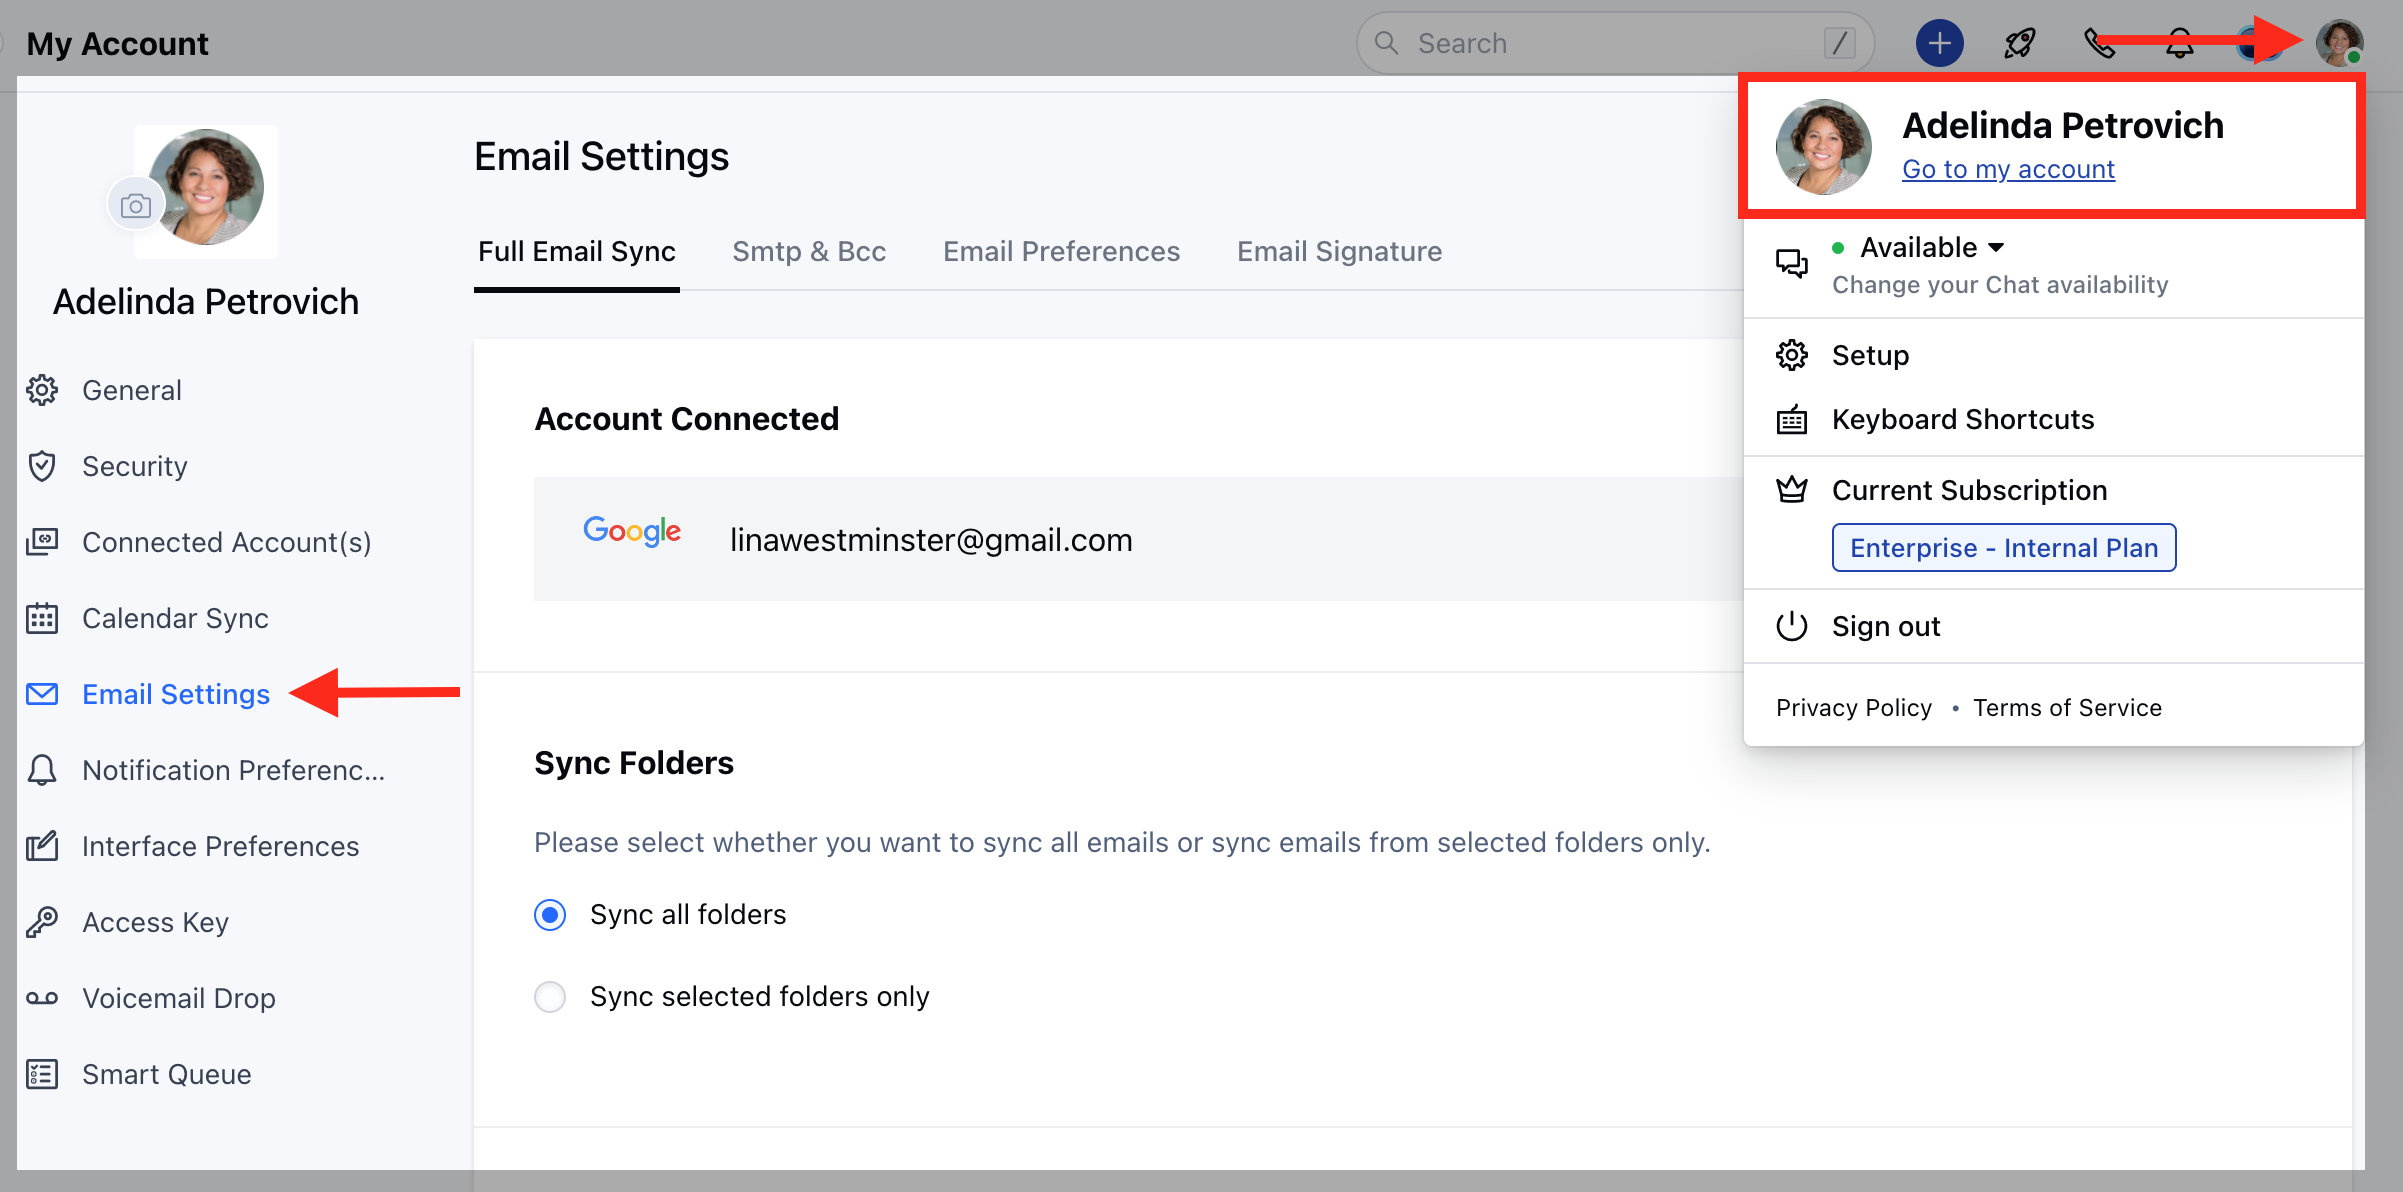 My Account
Search
/
Adelinda Petrovich
General
Security
Connected Account(s)
Calendar Sync
Email Settings
Notification Preferenc...
Interface Preferences
Access Key
Voicemail Drop
Smart Queue
Email Settings
Full Email Sync
Smtp & Bcc
Email Preferences
Email Signature
Account Connected
Google
linawestminster@gmail.com
Sync Folders
Please select whether you want to sync all emails or sync emails from selected folders only.
Sync all folders
Sync selected folders only
Adelinda Petrovich
Go to my account
Available
Change your Chat availability
Setup
Keyboard Shortcuts
Current Subscription
Enterprise - Internal Plan
Sign out
Privacy Policy • Terms of Service